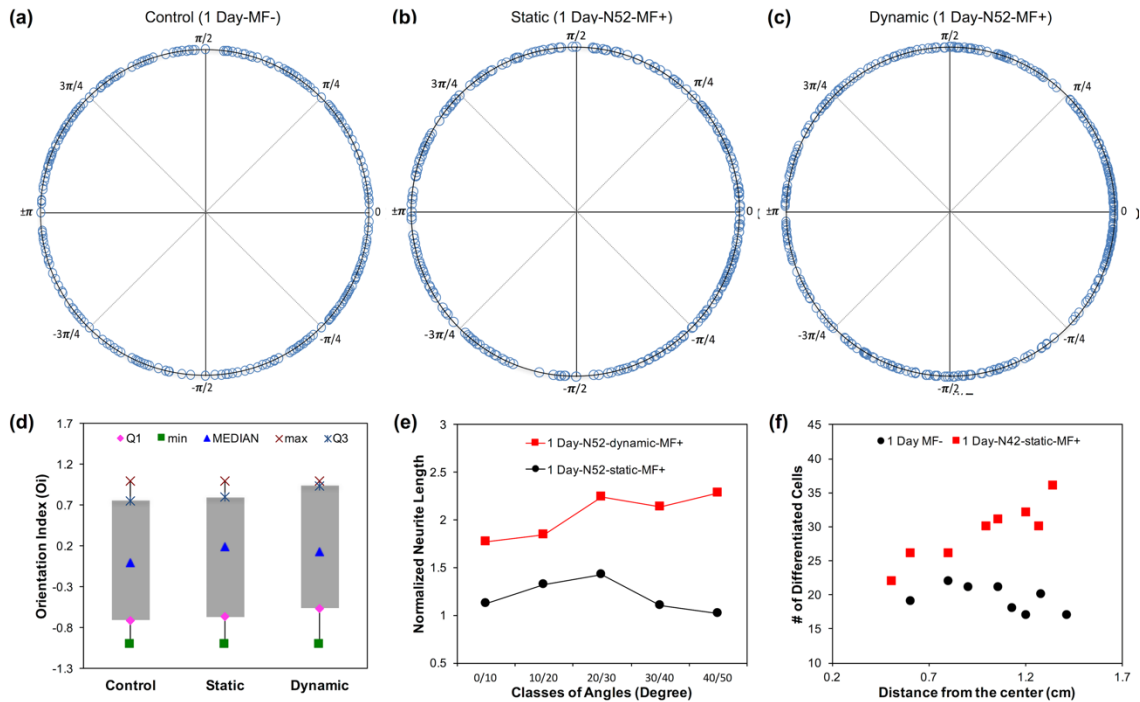 (a) Control (1 Day-MF-)
π/2
3π/4 π/4
±π 0
-3π/4 -π/4
-π/2
(b) Static (1 Day-N52-MF+)
π/2
3π/4 π/4
±π
-3π/4 -π/4
-π/2
(c) Dynamic (1 Day-N52-MF+)
π/2
3π/4 π/4
±π 0
-3π/4 -π/4
-π/2
(d)
Q1 min MEDIAN max Q3
Orientation Index (Oi)
1.7
1.2
0.7
0.2
-0.3
-0.8
-1.3
Control Static Dynamic
(e)
1 Day-N52-dynamic-MF+
1 Day-N52-static-MF+
Normalized Neurite Length
3
2.5
2
1.5
1
0.5
0/10 10/20 20/30 30/40 40/50
Classes of Angles (Degree)
(f)
1 Day MF- 1 Day-N42-static-MF+
# of Differentiated Cells
45
40
35
30
25
20
15
10
0.2 0.7 1.2 1.7
Distance from the center (cm)